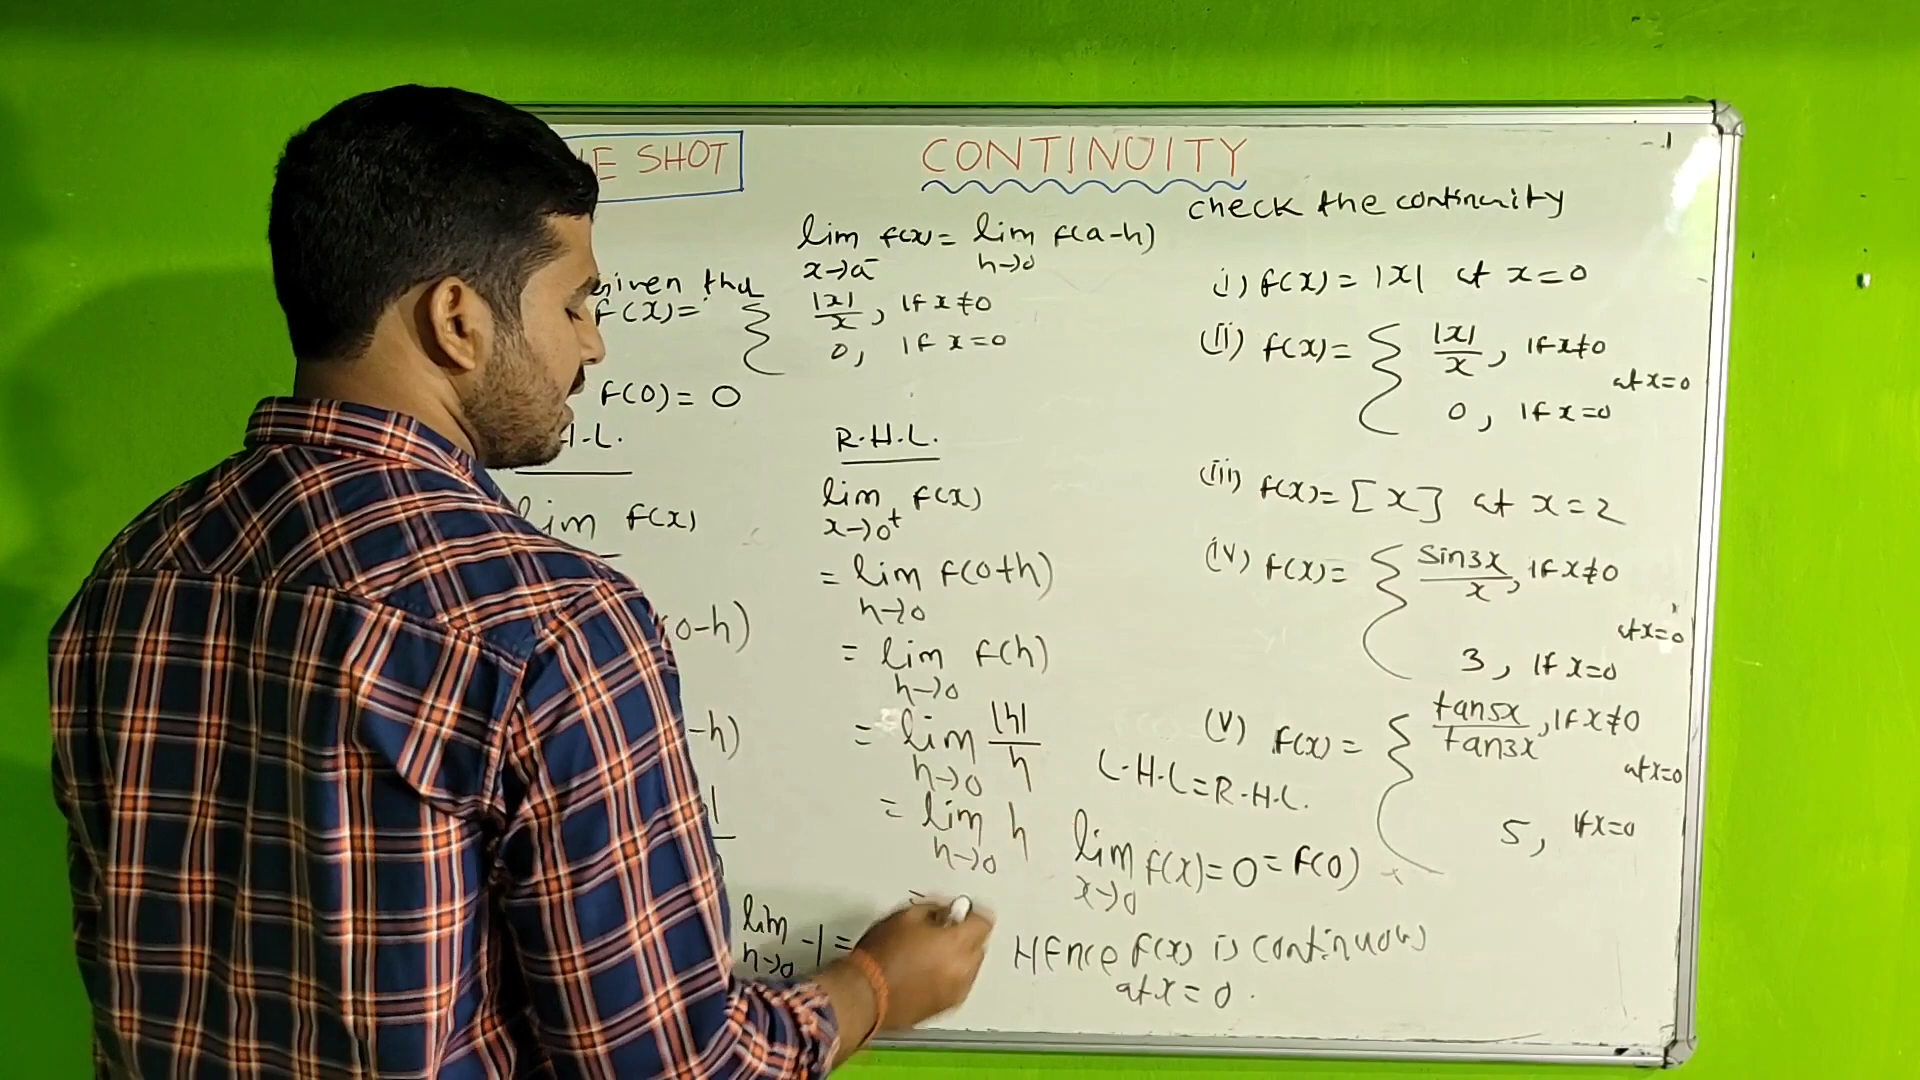 SHOT
CONTINUITY
check the continuity
lim f(x) = lim f(a-h)
x→a⁻ h→0
given tha
f(x) = { |x|/x, If x≠0
0, If x=0
f(0) = 0
H.L.
lim f(x)
0-h)
-h)
lim -1 =
h→0
R.H.L.
lim f(x)
x→0⁺
= lim f(0+h)
h→0
= lim f(h)
h→0
= lim |h|/h
h→0
= lim h
h→0
=
L.H.L = R.H.L.
lim f(x) = 0 = f(0)
x→0
Hence f(x) is continuous
at x = 0.
(i) f(x) = |x| at x = 0
(ii) f(x) = { |x|/x, If x≠0
at x=0
0, If x=0
(iii) f(x) = [x] at x = 2
(iv) f(x) = { sin3x/x, If x≠0
at x=0
3, If x=0
(v) f(x) = { tan5x/tan3x, If x≠0
at x=0
5, If x=0